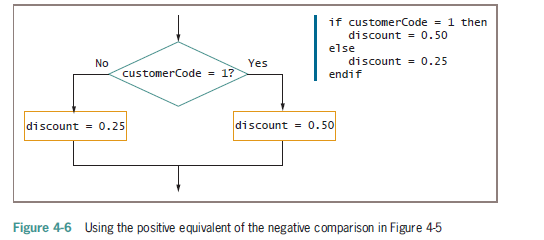 if customerCode = 1 then
discount = 0.50
else
discount = 0.25
endif
No
Yes
customerCode = 1?
discount = 0.25
discount = 0.50
Figure 4-6 Using the positive equivalent of the negative comparison in Figure 4-5